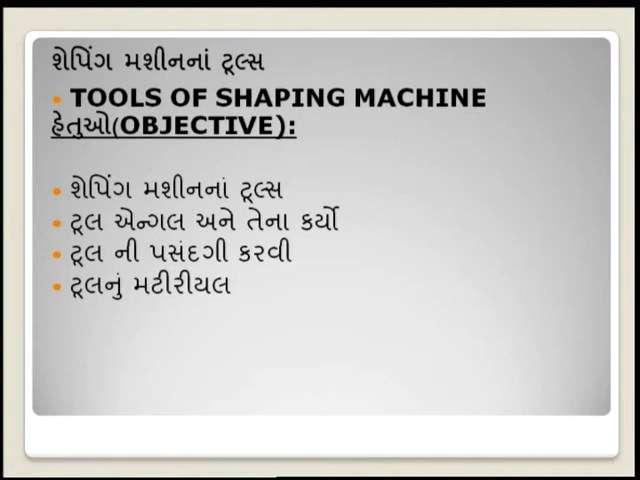 શેપિંગ મશીનનાં ટૂલ્સ
TOOLS OF SHAPING MACHINE
હેતુઓ(OBJECTIVE):
શેપિંગ મશીનનાં ટૂલ્સ
ટૂલ એન્ગલ અને તેના કર્યો
ટૂલ ની પસંદગી કરવી
ટૂલનું મટીરીયલ